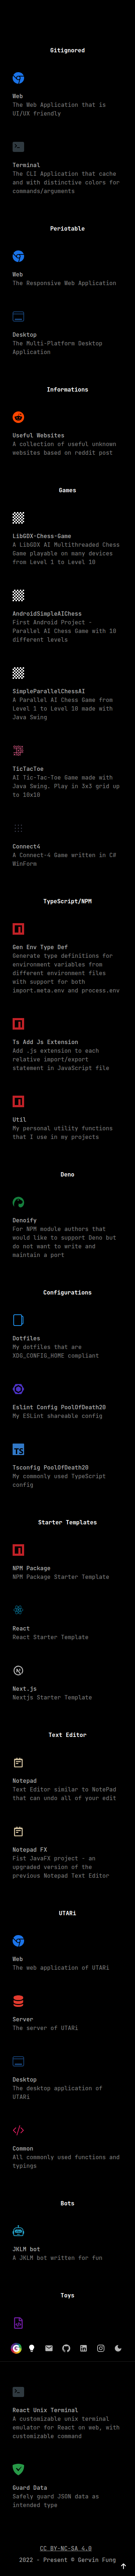 Gitignored
Web
The Web Application that is
UI/UX friendly
Terminal
The CLI Application that cache
and with distinctive colors for
commands/arguments
Periotable
Web
The Responsive Web Application
Desktop
The Multi-Platform Desktop
Application
Informations
Useful Websites
A collection of useful unknown
websites based on reddit post
Games
LibGDX-Chess-Game
A LibGDX AI Multithreaded Chess
Game playable on many devices
from Level 1 to Level 10
AndroidSimpleAIChess
First Android Project -
Parallel AI Chess Game with 10
different levels
SimpleParallelChessAI
A Parallel AI Chess Game from
Level 1 to Level 10 made with
Java Swing
TicTacToe
AI Tic-Tac-Toe Game made with
Java Swing. Play in 3x3 grid up
to 10x10
Connect4
A Connect-4 Game written in C#
WinForm
TypeScript/NPM
Gen Env Type Def
Generate type definitions for
environment variables from
different environment files
with support for both
import.meta.env and process.env
Ts Add Js Extension
Add .js extension to each
relative import/export
statement in JavaScript file
Util
My personal utility functions
that I use in my projects
Deno
Denoify
For NPM module authors that
would like to support Deno but
do not want to write and
maintain a port
Configurations
Dotfiles
My dotfiles that are
XDG_CONFIG_HOME compliant
Eslint Config PoolOfDeath20
My ESLint shareable config
Tsconfig PoolOfDeath20
My commonly used TypeScript
config
Starter Templates
NPM Package
NPM Package Starter Template
React
React Starter Template
Next.js
Nextjs Starter Template
Text Editor
Notepad
Text Editor similar to NotePad
that can undo all of your edit
Notepad FX
Fist JavaFX project - an
upgraded version of the
previous Notepad Text Editor
UTARi
Web
The web application of UTARi
Server
The server of UTARi
Desktop
The desktop application of
UTARi
Common
All commonly used functions and
typings
Bots
JKLM bot
A JKLM bot written for fun
Toys
React Unix Terminal
A customizable unix terminal
emulator for React on web, with
customizable command
Guard Data
Safely guard JSON data as
intended type
CC BY-NC-SA 4.0
2022 - Present © Gervin Fung